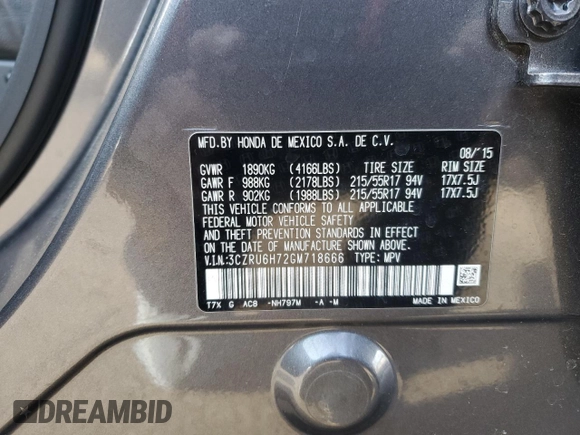 MFD.BY HONDA DE MEXICO S.A. DE C.V.
08/'15
GVWR 1890KG (4166LBS) TIRE SIZE RIM SIZE
GAWR F 988KG (2178LBS) 215/55R17 94V 17X7.5J
GAWR R 902KG (1988LBS) 215/55R17 94V 17X7.5J
THIS VEHICLE CONFORMS TO ALL APPLICABLE
FEDERAL MOTOR VEHICLE SAFETY
AND THEFT PREVENTION STANDARDS IN EFFECT
ON THE DATE OF MANUFACTURE SHOWN ABOVE.
V.I.N:3CZRU6H72GM718666 TYPE: MPV
T7X G AC8 -NH797M -A -M MADE IN MEXICO
DREAMBID